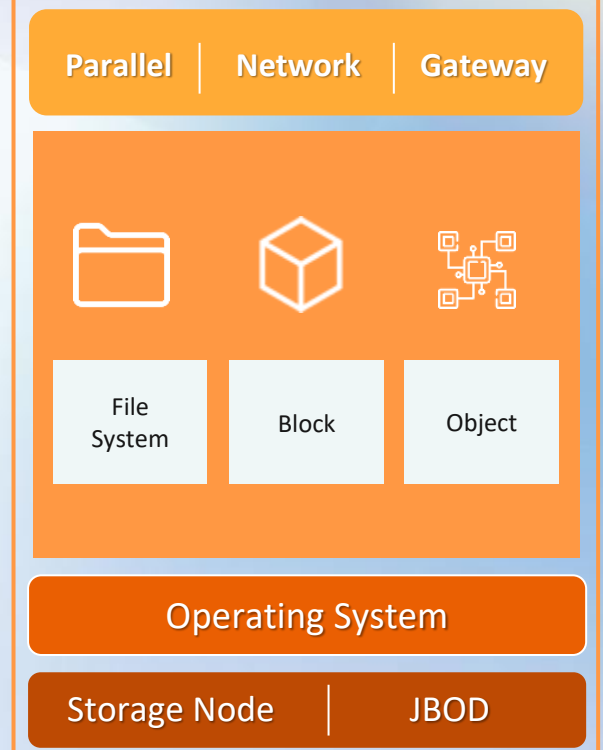 Parallel Network Gateway
File
System
Block
Object
Operating System
Storage Node JBOD